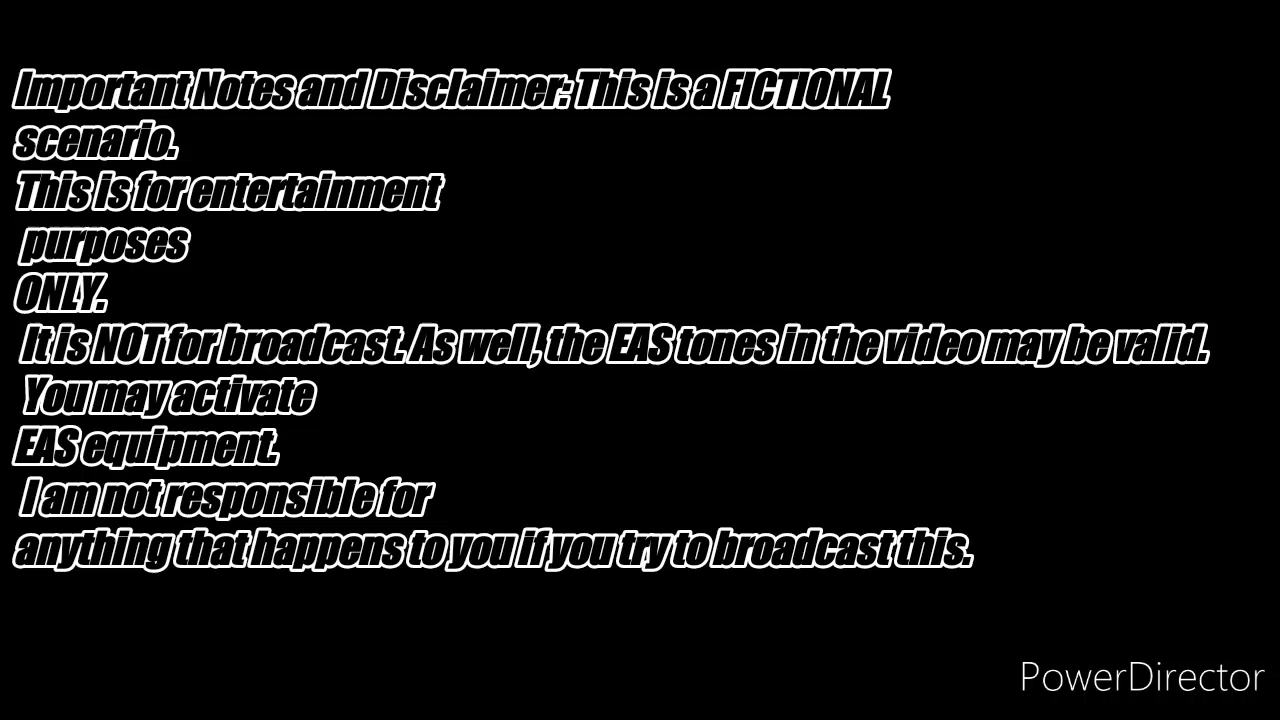 Important Notes and Disclaimer: This is a FICTIONAL
scenario.
This is for entertainment
purposes
ONLY.
It is NOT for broadcast. As well, the EAS tones in the video may be valid.
You may activate
EAS equipment.
I am not responsible for
anything that happens to you if you try to broadcast this.
PowerDirector